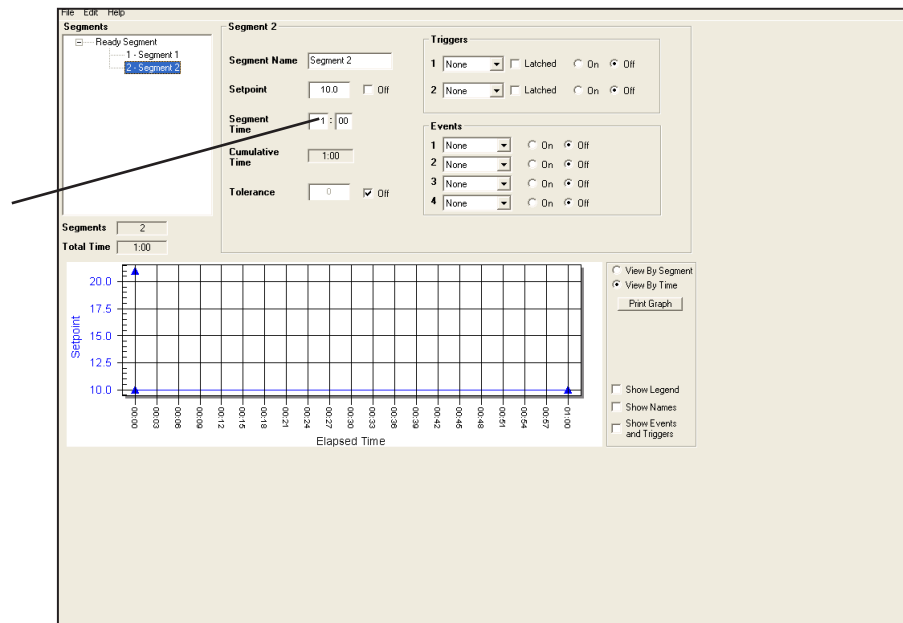 File Edit Help
Segments
Ready Segment
1 - Segment 1
2 - Segment 2
Segments 2
Total Time 1:00
Segment 2
Segment Name Segment 2
Setpoint 10.0 Off
Segment Time 1 : 00
Cumulative Time 1:00
Tolerance 0 Off
Triggers
1 None Latched On Off
2 None Latched On Off
Events
1 None On Off
2 None On Off
3 None On Off
4 None On Off
Setpoint
20.0
17.5
15.0
12.5
10.0
00:00 00:03 00:06 00:09 00:12 00:15 00:18 00:21 00:24 00:27 00:30 00:33 00:36 00:39 00:42 00:45 00:48 00:51 00:54 00:57 01:00
Elapsed Time
View By Segment
View By Time
Print Graph
Show Legend
Show Names
Show Events
and Triggers